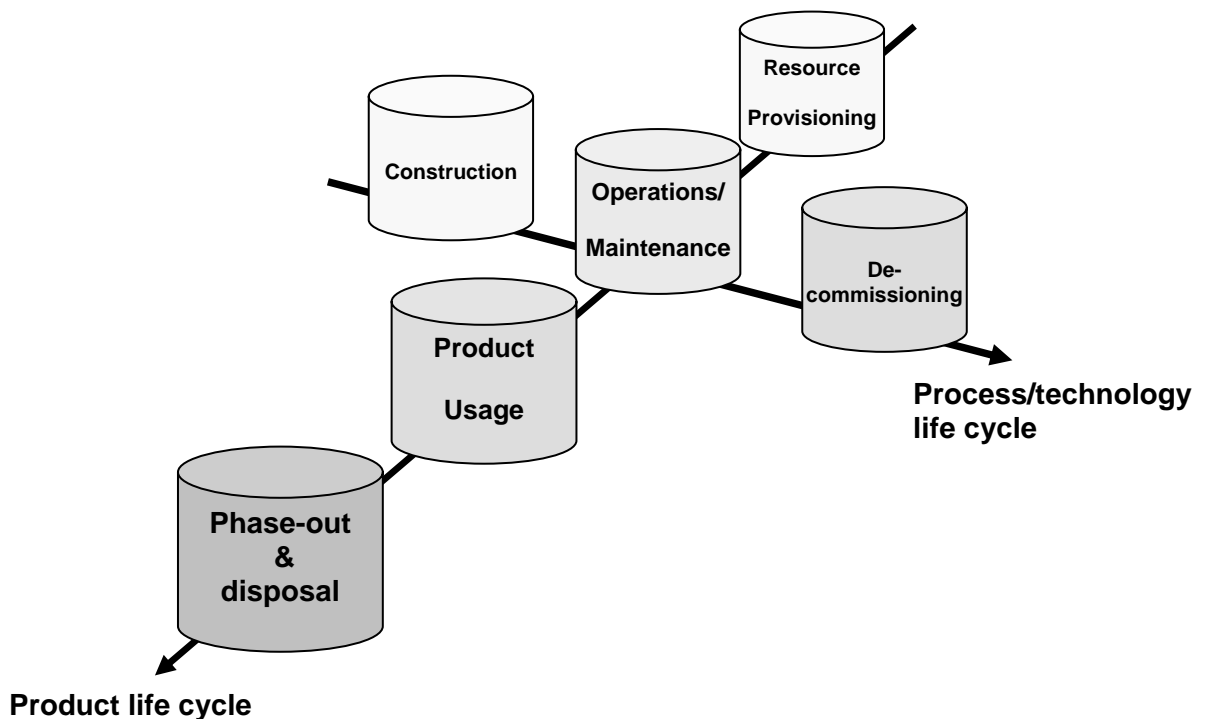 Resource
Provisioning
Construction
Operations/
Maintenance
De-
commissioning
Product
Usage
Process/technology
life cycle
Phase-out
&
disposal
Product life cycle